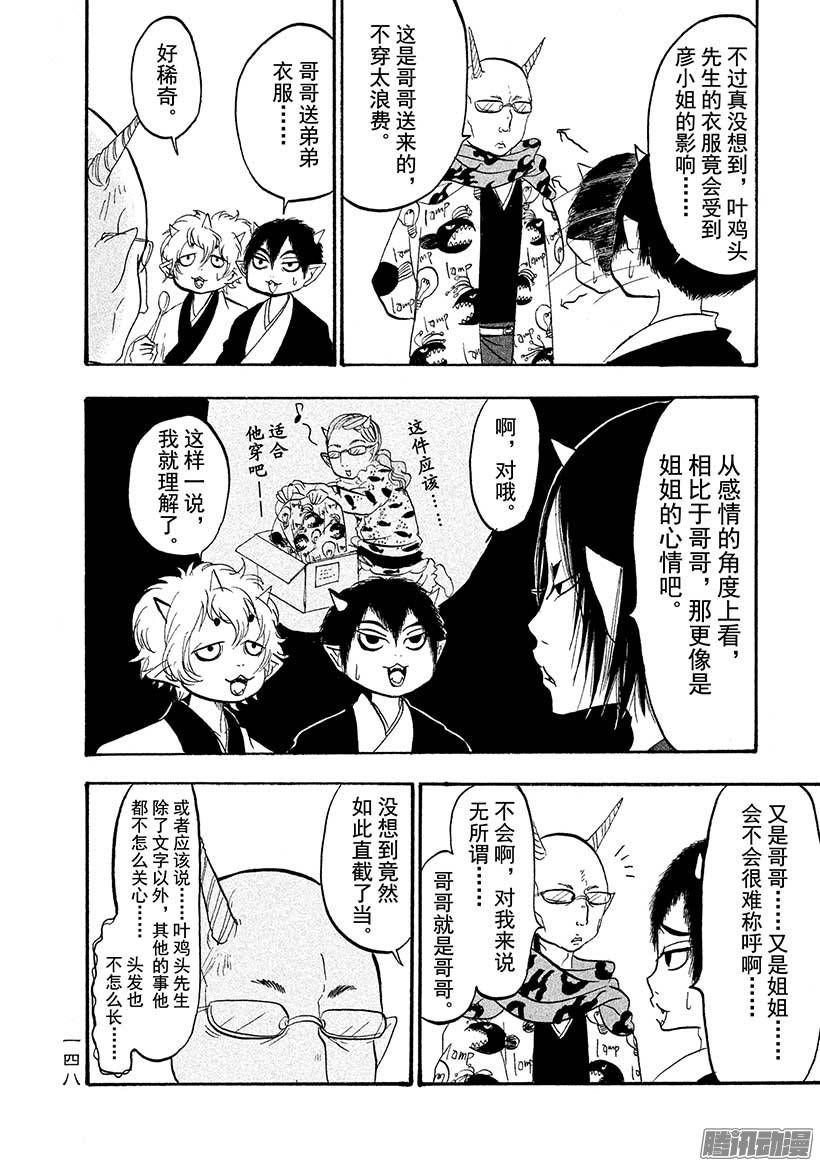 不过真没想到，叶鸡头
先生的衣服竟会受到
彦小姐的影响……
这是哥哥送来的，
不穿太浪费。
lamp
lamp
lamp
lamp
哥哥送弟弟
衣服……
好稀奇。
从感情的角度上看，
相比于哥哥，那更像是
姐姐的心情吧。
啊，对哦。
这件应该……
适合
他穿吧——
这样一说，
我就理解了。
又是哥哥……又是姐姐……
会不会很难称呼啊……
不会啊，对我来说
无所谓……
哥哥就是哥哥。
lamp
lamp
没想到竟然
如此直截了当。
或者应该说……叶鸡头先生
除了文字以外，其他的事他
都不怎么关心……
头发也
不怎么长……
一四八
腾讯动漫